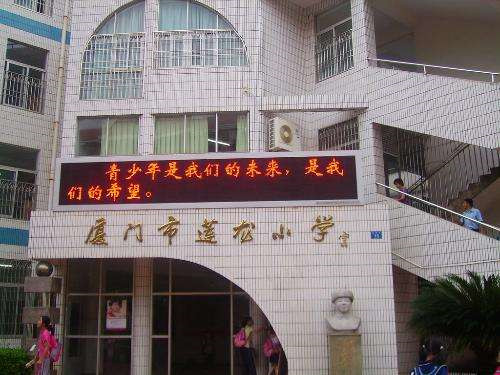 青少年是我们的未来，是我
们的希望。
厦门市莲龙小学